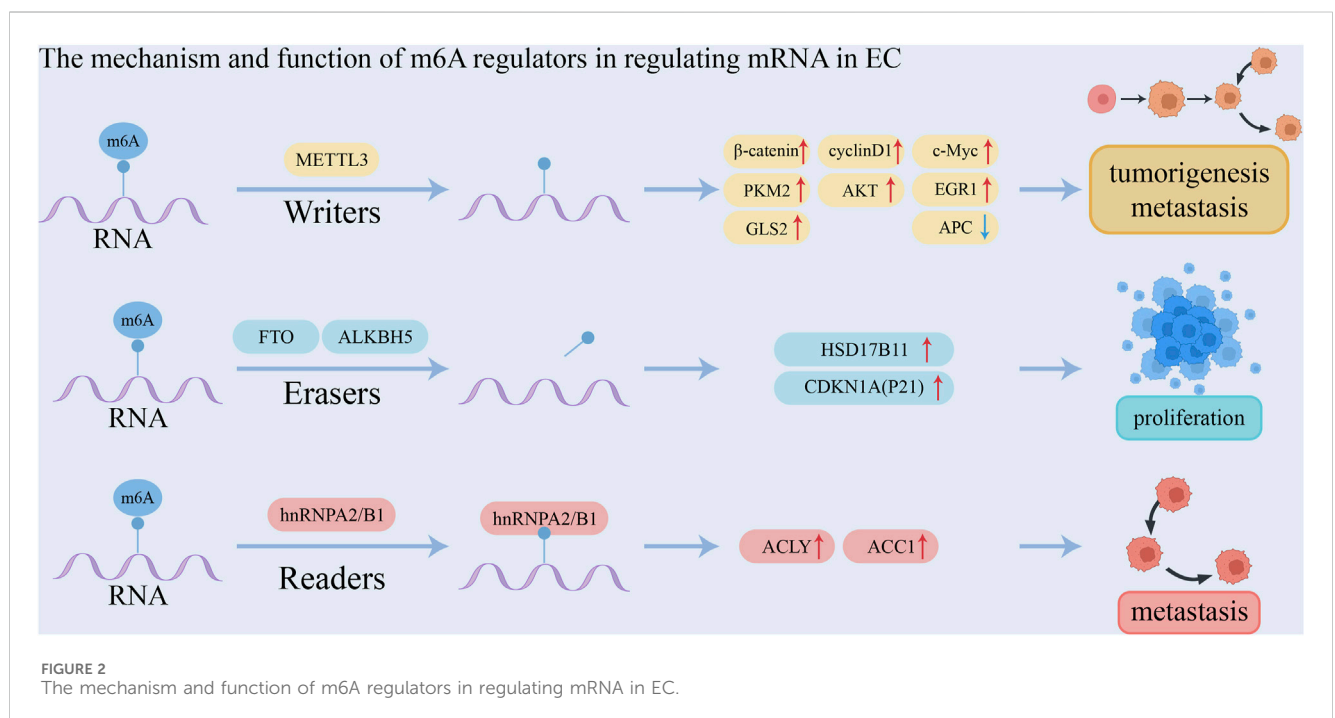 The mechanism and function of m6A regulators in regulating mRNA in EC
m6A
RNA
METTL3
Writers
β-catenin
cyclinD1
c-Myc
PKM2
AKT
EGR1
GLS2
APC
tumorigenesis
metastasis
m6A
RNA
FTO
ALKBH5
Erasers
HSD17B11
CDKN1A(P21)
proliferation
m6A
RNA
hnRNPA2/B1
Readers
hnRNPA2/B1
ACLY
ACC1
metastasis
FIGURE 2
The mechanism and function of m6A regulators in regulating mRNA in EC.